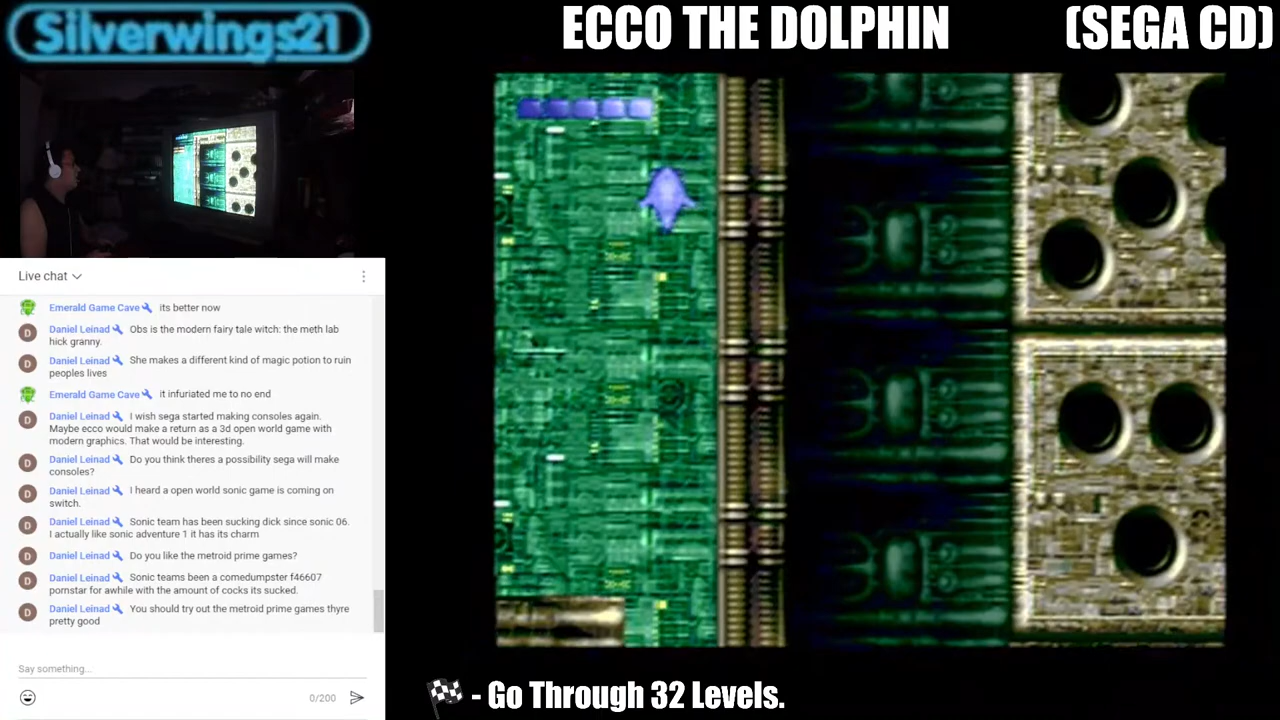 Silverwings21
ECCO THE DOLPHIN (SEGA CD)
Live chat
Emerald Game Cave its better now
Daniel Leinad Obs is the modern fairy tale witch: the meth lab
hick granny.
Daniel Leinad She makes a different kind of magic potion to ruin
peoples lives
Emerald Game Cave it infuriated me to no end
Daniel Leinad I wish sega started making consoles again.
Maybe ecco would make a return as a 3d open world game with
modern graphics. That would be interesting.
Daniel Leinad Do you think theres a possibility sega will make
consoles?
Daniel Leinad I heard a open world sonic game is coming on
switch.
Daniel Leinad Sonic team has been sucking dick since sonic 06.
I actually like sonic adventure 1 it has its charm
Daniel Leinad Do you like the metroid prime games?
Daniel Leinad Sonic teams been a comedumpster f46607
pornstar for awhile with the amount of cocks its sucked.
Daniel Leinad You should try out the metroid prime games thyre
pretty good
Say something...
0/200
- Go Through 32 Levels.